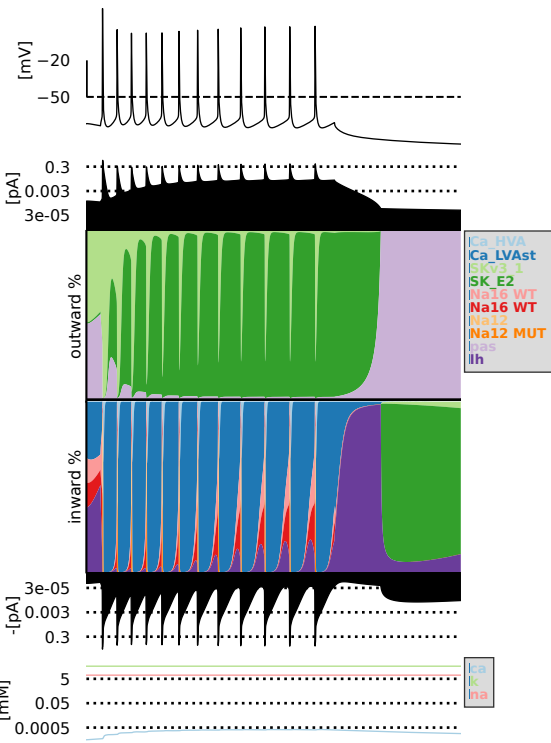 [mV]
−20
−50
[pA]
0.3
0.003
3e-05
outward %
Ca_HVA
Ca_LVAst
SKv3_1
SK_E2
Na16 WT
Na16 WT
Na12
Na12 MUT
pas
Ih
inward %
-[pA]
3e-05
0.003
0.3
[mM]
5
0.05
0.0005
ca
k
na